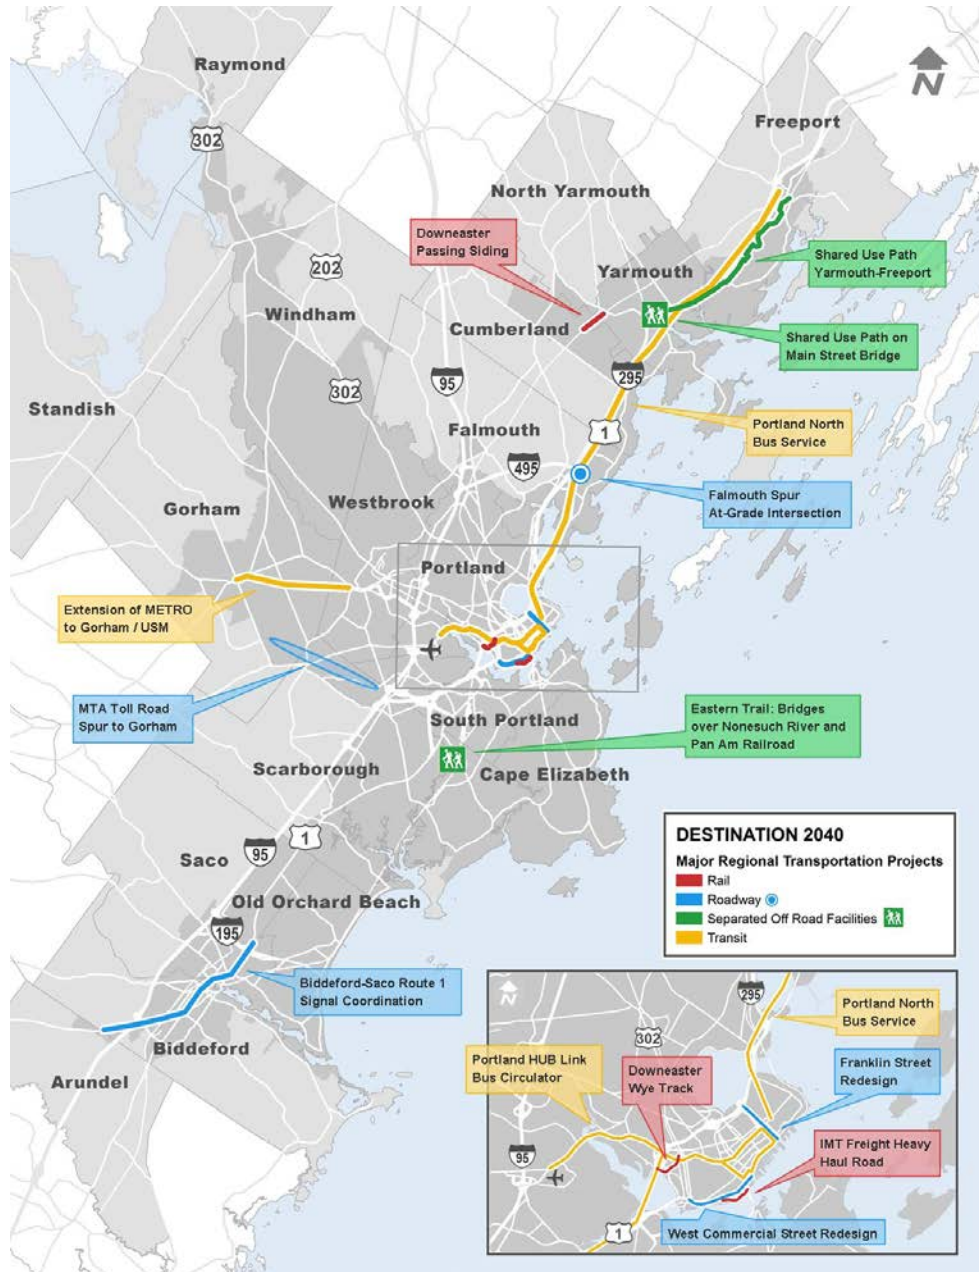 Raymond
302
Freeport
N
North Yarmouth
Downeaster
Passing Siding
Yarmouth
Shared Use Path
Yarmouth-Freeport
202
Windham
Cumberland
Shared Use Path on
Main Street Bridge
302
95
295
Standish
Falmouth
1
Portland North
Bus Service
495
Westbrook
Falmouth Spur
At-Grade Intersection
Gorham
Portland
Extension of METRO
to Gorham / USM
MTA Toll Road
Spur to Gorham
South Portland
Eastern Trail: Bridges
over Nonesuch River and
Pan Am Railroad
Scarborough
Cape Elizabeth
95
1
Saco
Old Orchard Beach
195
Biddeford-Saco Route 1
Signal Coordination
Biddeford
Arundel
DESTINATION 2040
Major Regional Transportation Projects
Rail
Roadway
Separated Off Road Facilities
Transit
N
295
Portland North
Bus Service
302
Portland HUB Link
Bus Circulator
Downeaster
Wye Track
Franklin Street
Redesign
IMT Freight Heavy
Haul Road
95
1
West Commercial Street Redesign